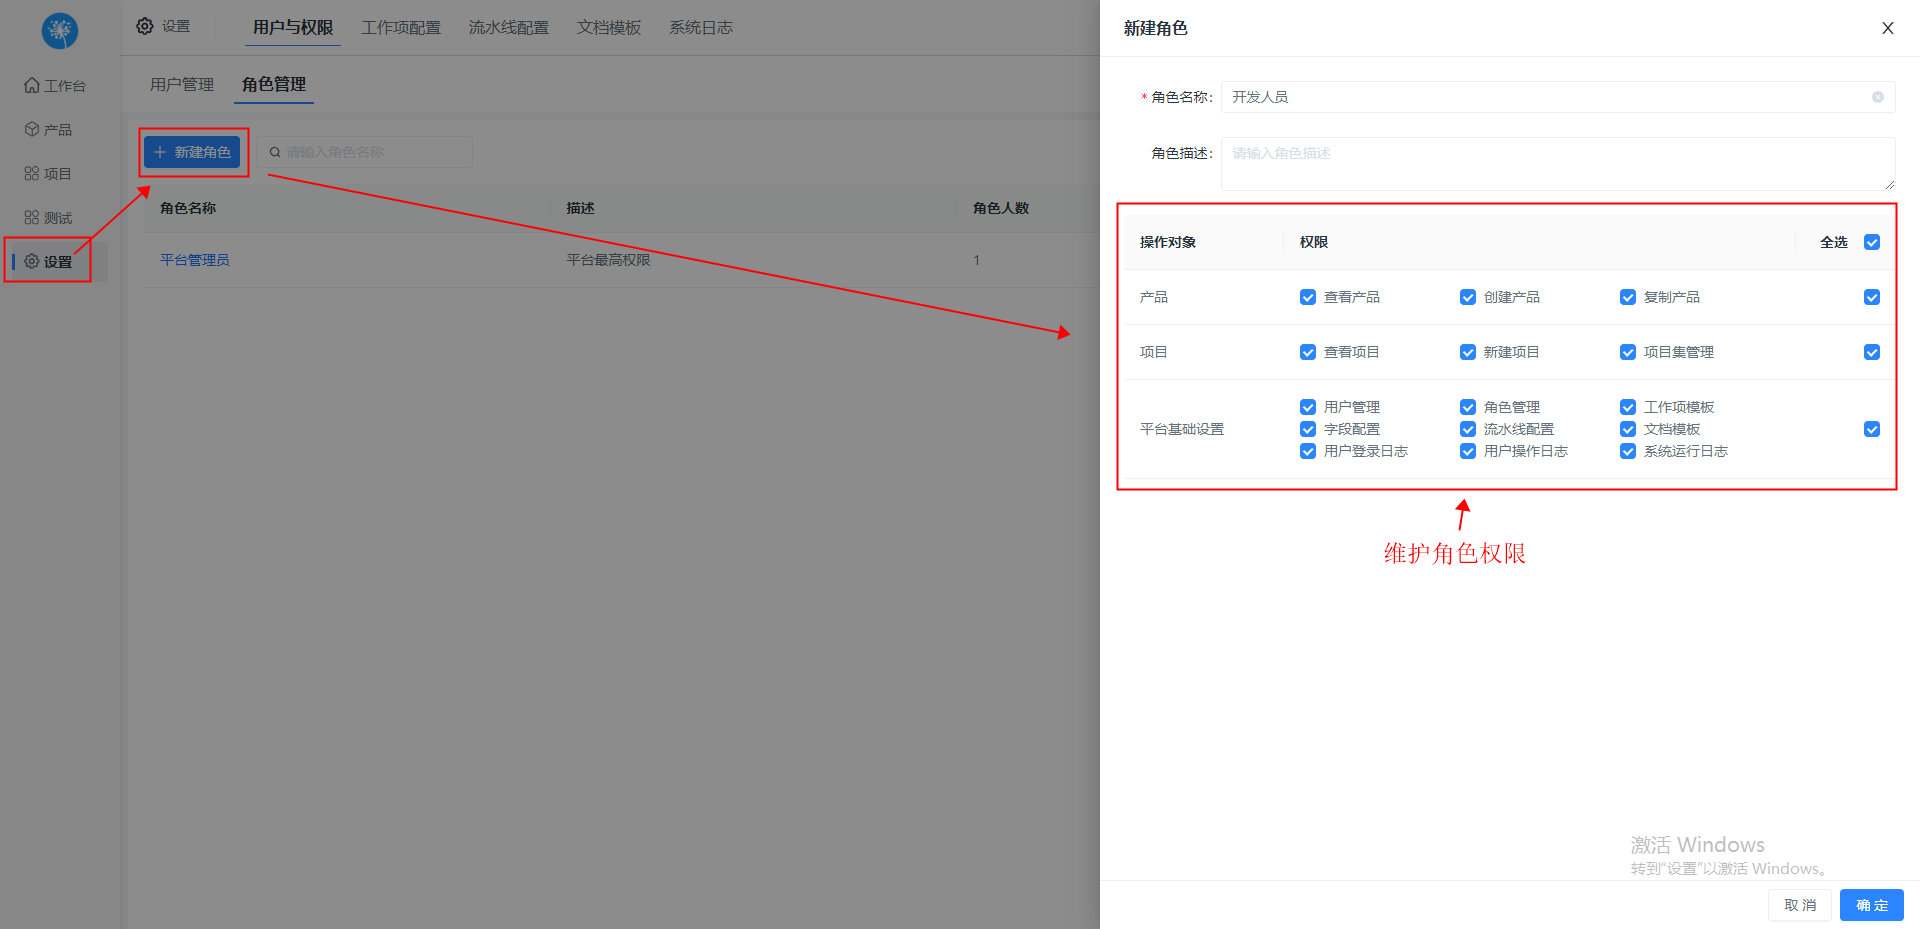 设置
用户与权限 工作项配置 流水线配置 文档模板 系统日志
工作台
产品
项目
测试
设置
用户管理 角色管理
新建角色 请输入角色名称
角色名称 描述 角色人数
平台管理员 平台最高权限 1
新建角色
* 角色名称: 开发人员
角色描述: 请输入角色描述
操作对象 权限 全选
产品 查看产品 创建产品 复制产品
项目 查看项目 新建项目 项目集管理
平台基础设置
用户管理 角色管理 工作项模板
字段配置 流水线配置 文档模板
用户登录日志 用户操作日志 系统运行日志
维护角色权限
激活 Windows
转到“设置”以激活 Windows。
取 消 确 定